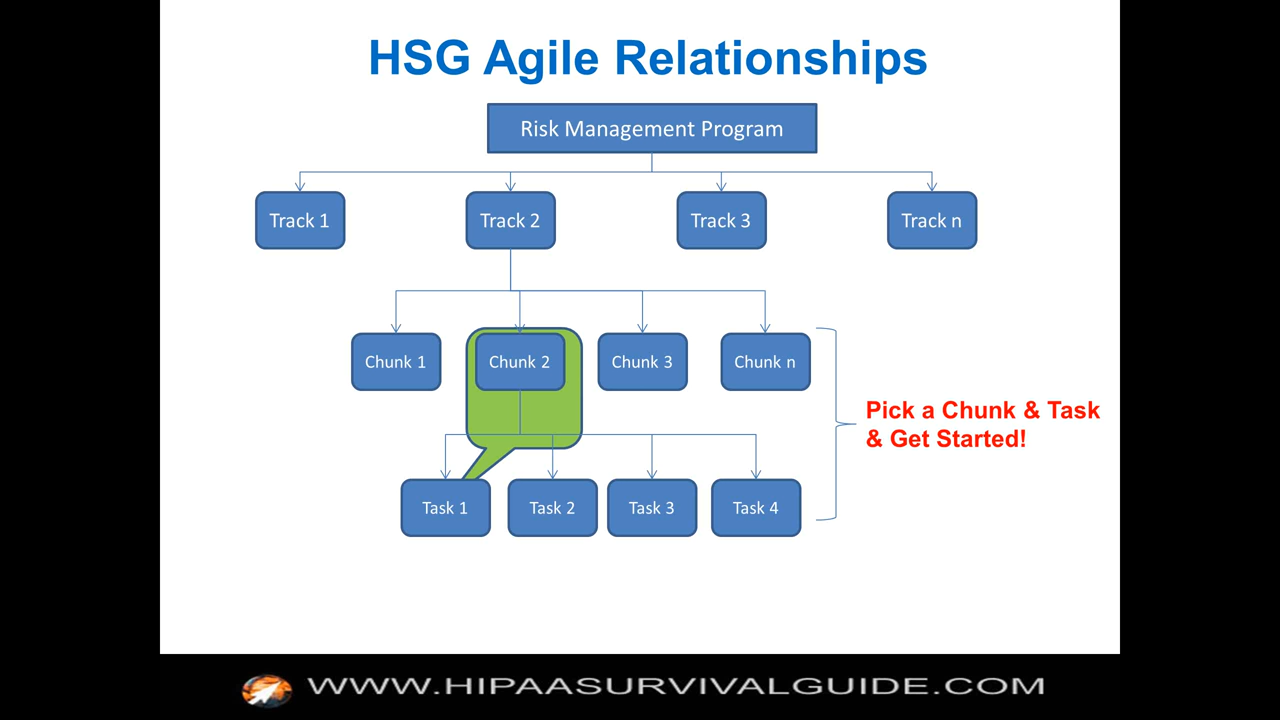 HSG Agile Relationships
Risk Management Program
Track 1
Track 2
Track 3
Track n
Chunk 1
Chunk 2
Chunk 3
Chunk n
Pick a Chunk & Task
& Get Started!
Task 1
Task 2
Task 3
Task 4
WWW.HIPAASURVIVALGUIDE.COM